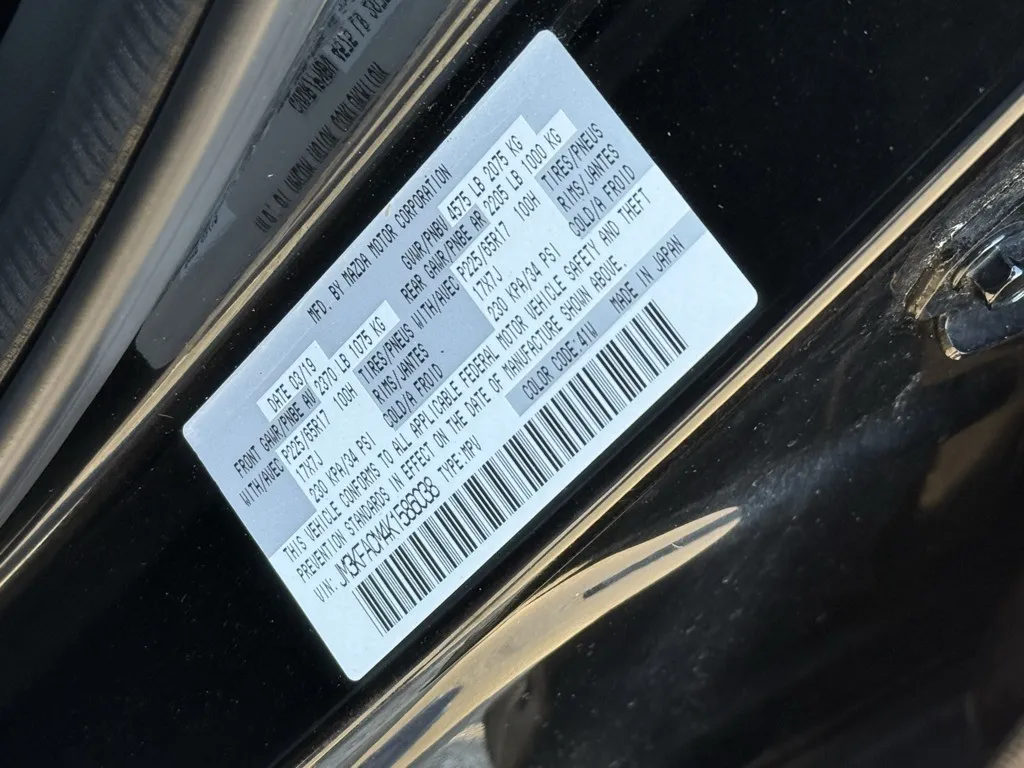 MFD. BY MAZDA MOTOR CORPORATION
DATE 03/19 GVWR/PNBV 4575 LB 2075 KG
FRONT GAWR/PNBE AV 2370 LB 1075 KG REAR GAWR/PNBE AR 2205 LB 1000 KG
WITH/AVEC P225/65R17 100H TIRES/PNEUS WITH/AVEC P225/65R17 100H TIRES/PNEUS
17X7J RIMS/JANTES 17X7J RIMS/JANTES
230 KPA/34 PSI COLD/A FROID 230 KPA/34 PSI COLD/A FROID
THIS VEHICLE CONFORMS TO ALL APPLICABLE FEDERAL MOTOR VEHICLE SAFETY AND THEFT
PREVENTION STANDARDS IN EFFECT ON THE DATE OF MANUFACTURE SHOWN ABOVE.
VIN: TYPE:MPV COLOR CODE:41W MADE IN JAPAN